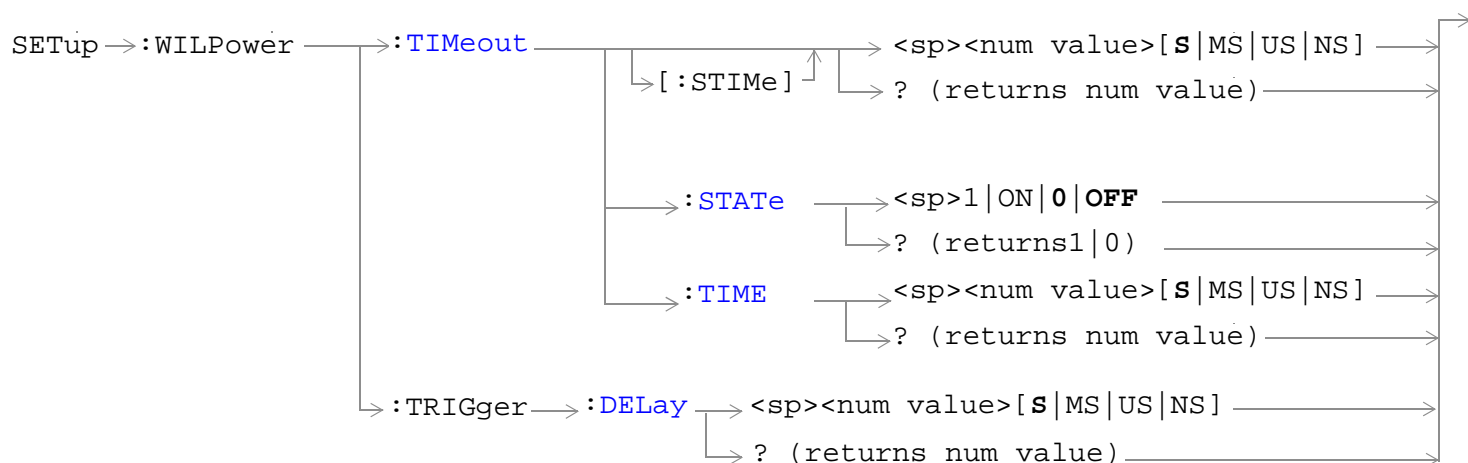 SETup :WILPower :TIMeout <sp><num value>[S|MS|US|NS]
[:STIMe] ? (returns num value)
:STATe <sp>1|ON|0|OFF
? (returns1|0)
:TIME <sp><num value>[S|MS|US|NS]
? (returns num value)
:TRIGger :DELay <sp><num value>[S|MS|US|NS]
? (returns num value)